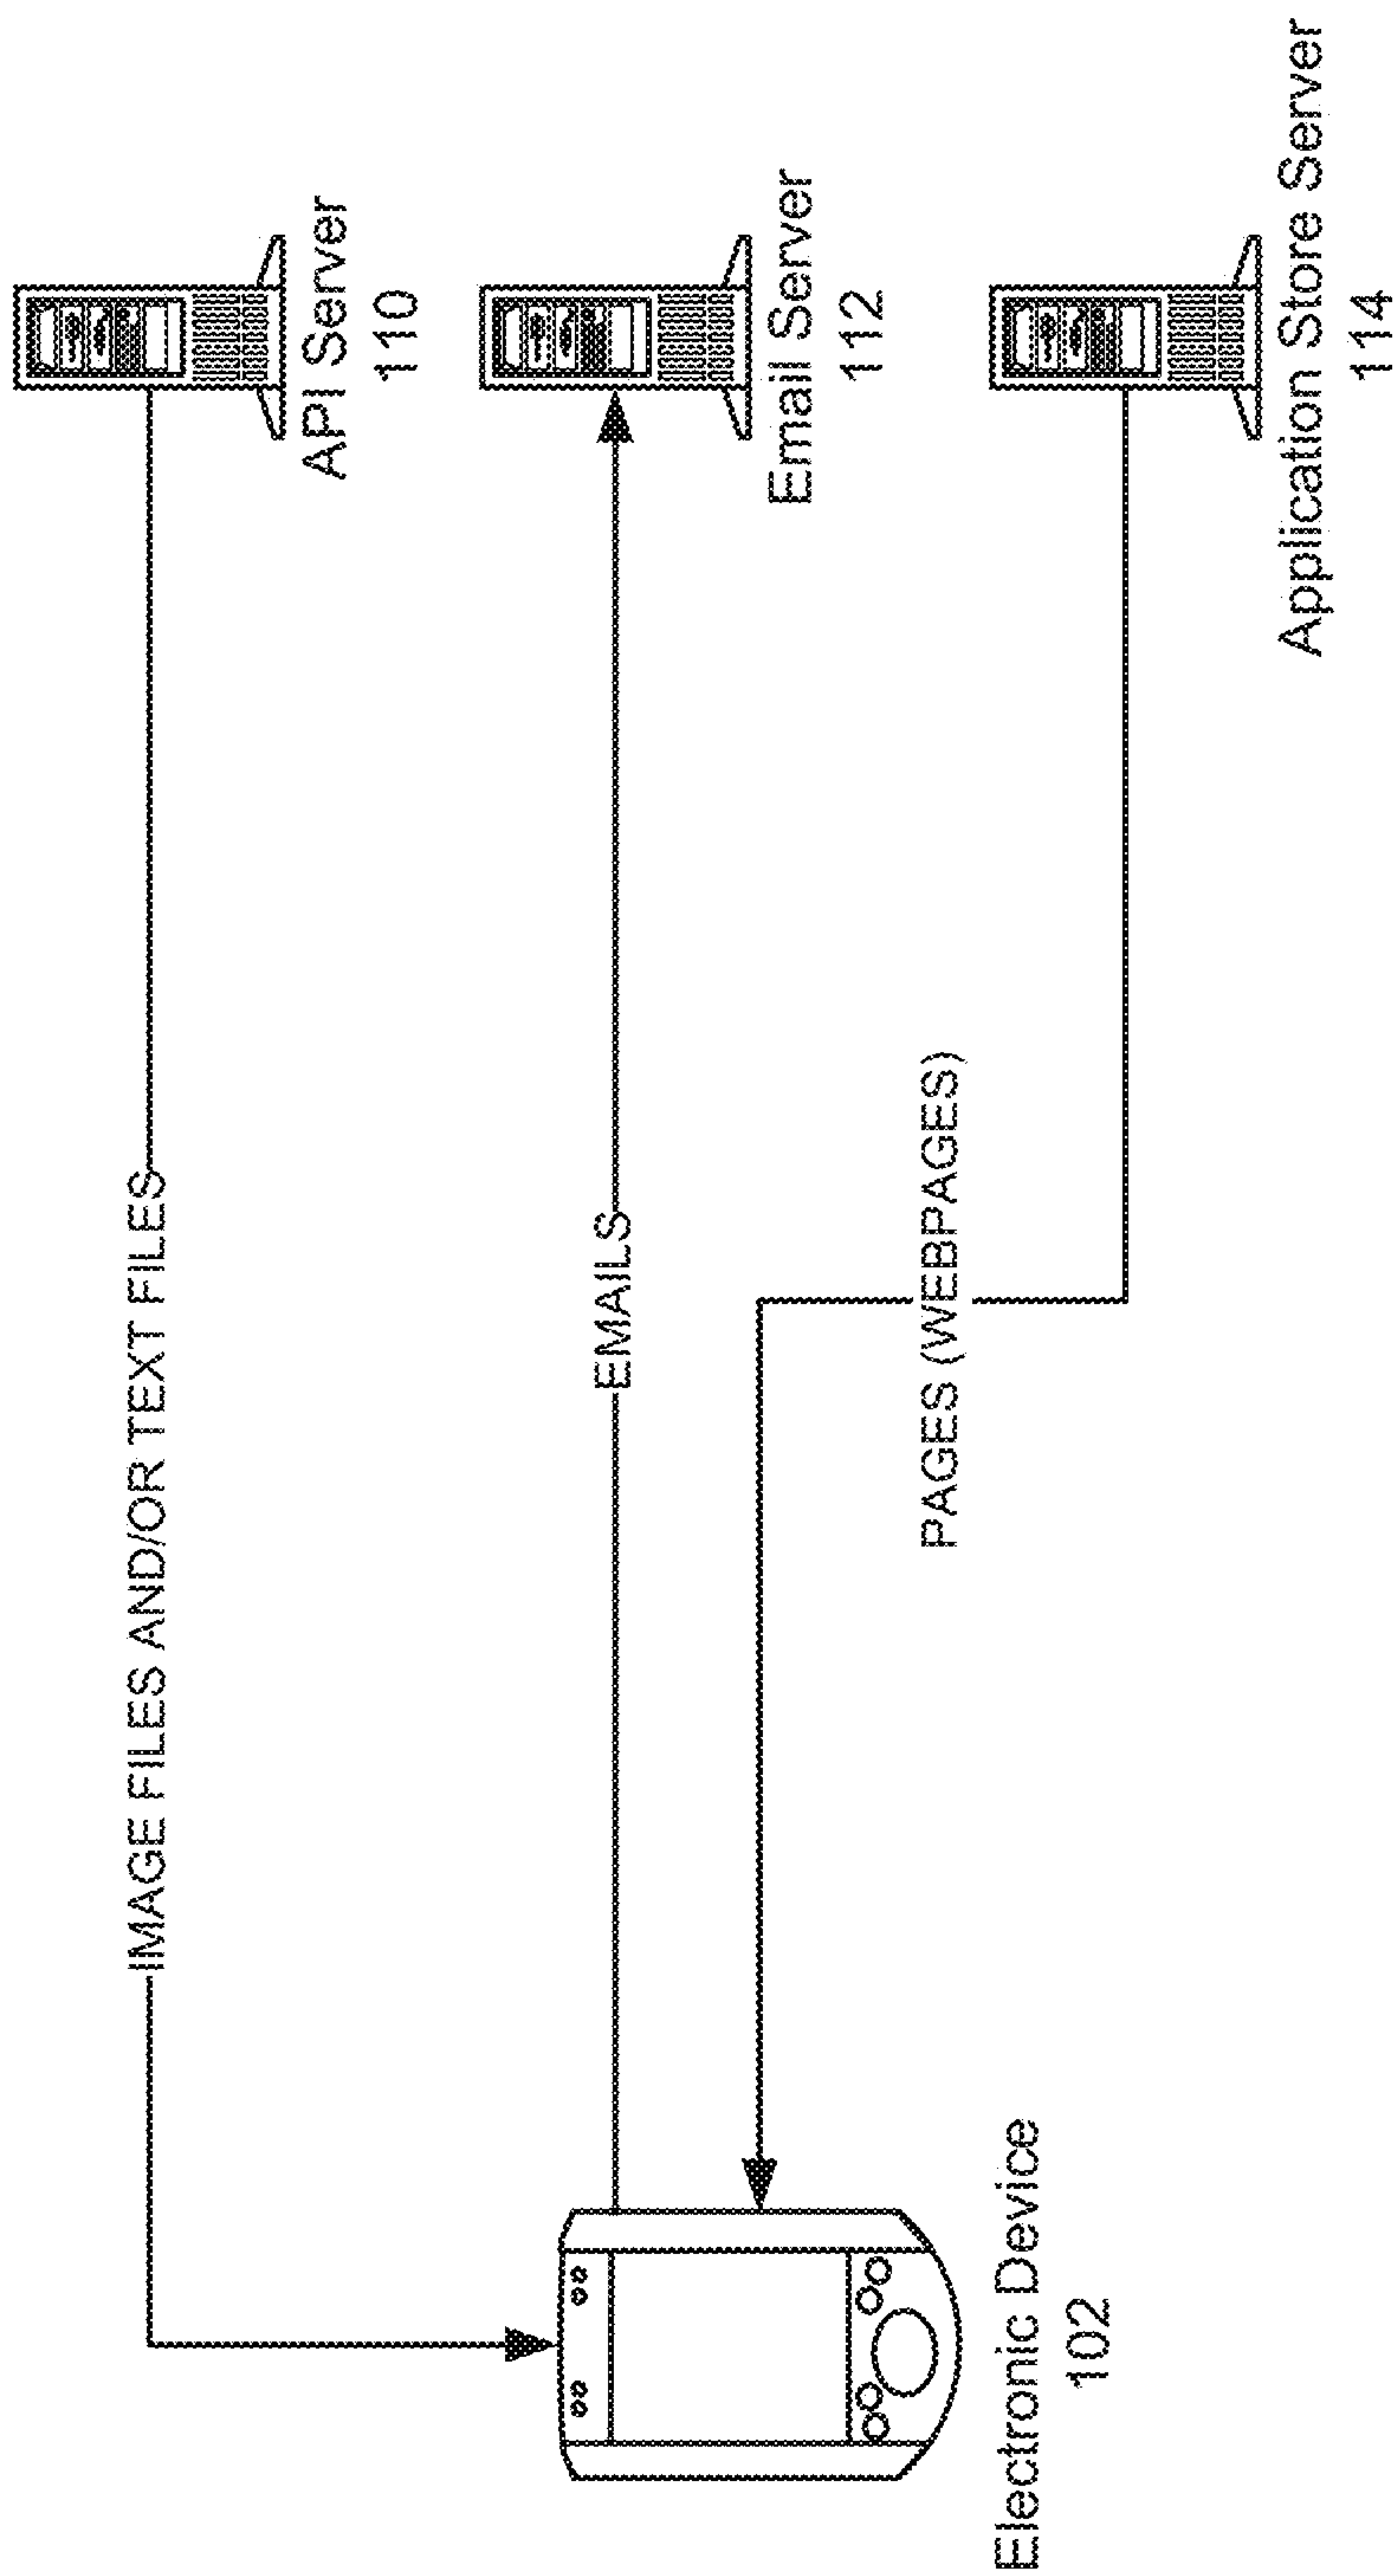 IMAGE FILES AND/OR TEXT FILES
API Server
110
EMAILS
Email Server
112
PAGES (WEBPAGES)
Electronic Device
102
Application Store Server
114